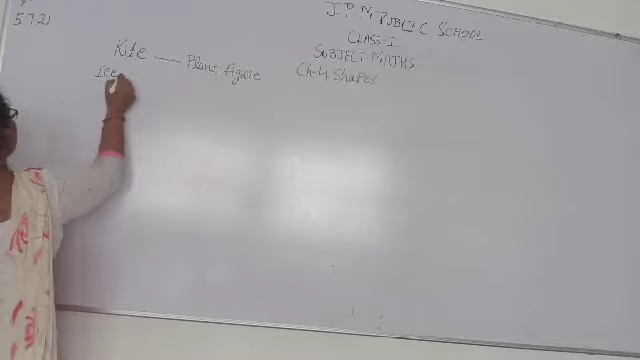 5.7.21
J.P.M PUBLIC SCHOOL
CLASS-I
SUBJECT MATHS
Ch-4 Shapes
Kite — Plane figure
Ice